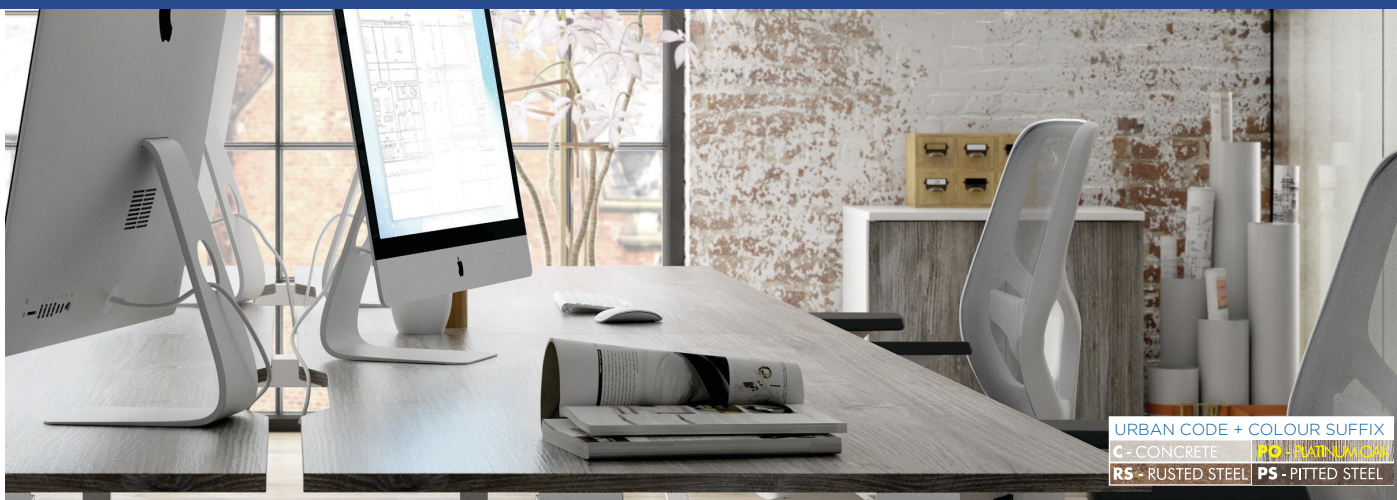 URBAN CODE + COLOUR SUFFIX
C - CONCRETE PO - PLATINUM OAK
RS - RUSTED STEEL PS - PITTED STEEL